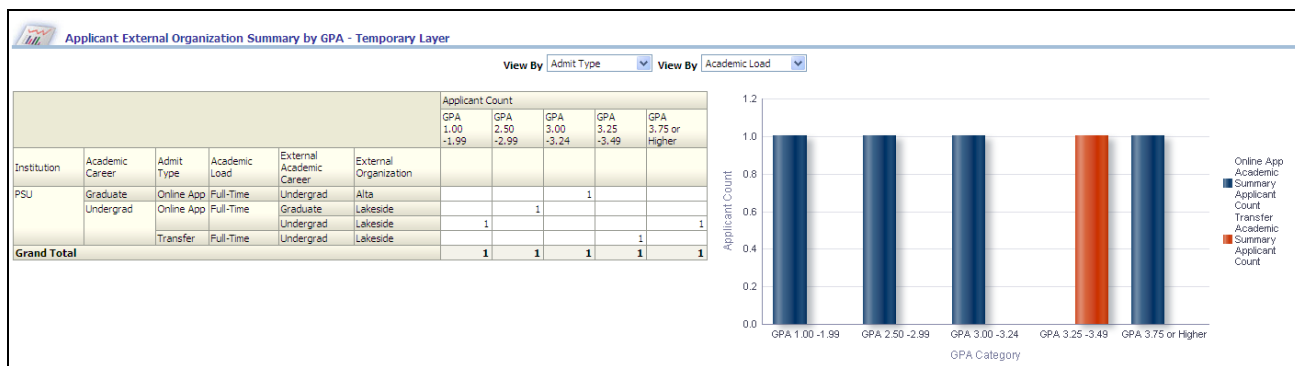 Applicant External Organization Summary by GPA - Temporary Layer
View By Admit Type View By Academic Load
Applicant Count
GPA 1.00 -1.99
GPA 2.50 -2.99
GPA 3.00 -3.24
GPA 3.25 -3.49
GPA 3.75 or Higher
Institution
Academic Career
Admit Type
Academic Load
External Academic Career
External Organization
PSU Graduate Online App Full-Time Undergrad Alta 1
Undergrad Online App Full-Time Graduate Lakeside 1
Undergrad Lakeside 1 1
Transfer Full-Time Undergrad Lakeside 1
Grand Total 1 1 1 1 1
1.2
1.0
0.8
0.6
0.4
0.2
0.0
Applicant Count
GPA 1.00 -1.99 GPA 2.50 -2.99 GPA 3.00 -3.24 GPA 3.25 -3.49 GPA 3.75 or Higher
GPA Category
Online App
Academic
Summary
Applicant
Count
Transfer
Academic
Summary
Applicant
Count